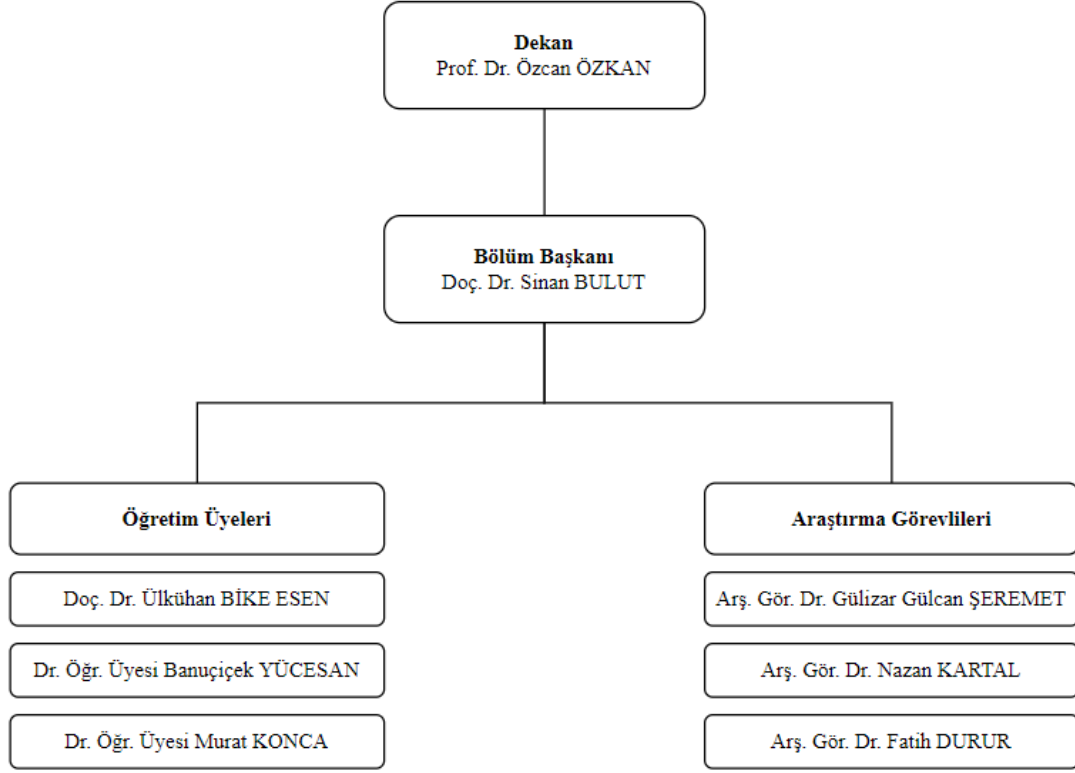 Dekan
Prof. Dr. Özcan ÖZKAN
Bölüm Başkanı
Doç. Dr. Sinan BULUT
Öğretim Üyeleri
Doç. Dr. Ülkühan BİKE ESEN
Dr. Öğr. Üyesi Banuçiçek YÜCESAN
Dr. Öğr. Üyesi Murat KONCA
Araştırma Görevlileri
Arş. Gör. Dr. Gülizar Gülcan ŞEREMET
Arş. Gör. Dr. Nazan KARTAL
Arş. Gör. Dr. Fatih DURUR